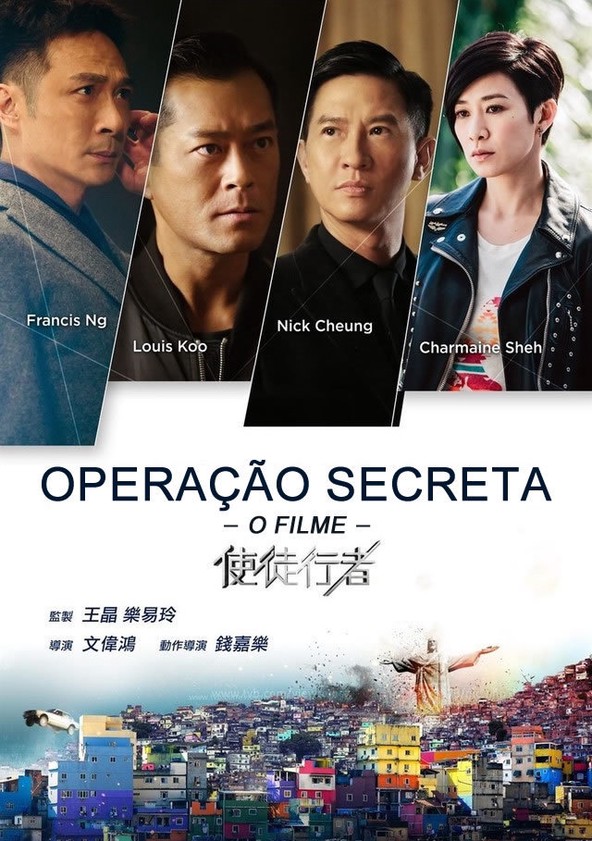 Francis Ng
Louis Koo
Nick Cheung
Charmaine Sheh
OPERAÇÃO SECRETA
– O FILME –
使徒行者
監製 王晶 樂易玲
導演 文偉鴻 動作導演 錢嘉樂